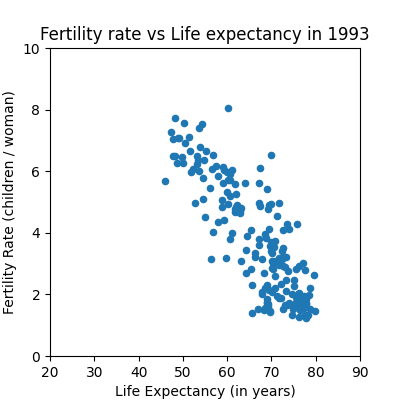 Fertility rate vs Life expectancy in 1993
10
8
6
4
2
0
Fertility Rate (children / woman)
20 30 40 50 60 70 80 90
Life Expectancy (in years)